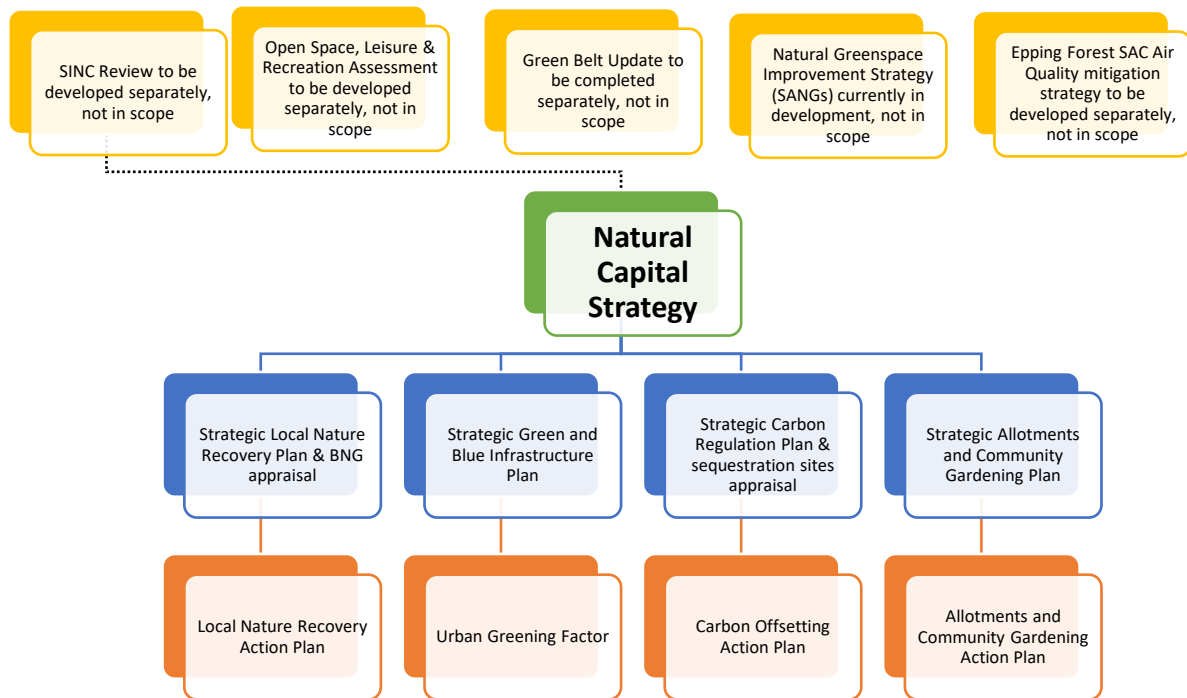 SINC Review to be
developed separately,
not in scope
Open Space, Leisure &
Recreation Assessment
to be developed
separately, not in
scope
Green Belt Update to
be completed
separately, not in
scope
Natural Greenspace
Improvement Strategy
(SANGs) currently in
development, not in
scope
Epping Forest SAC Air
Quality mitigation
strategy to be
developed separately,
not in scope
Natural
Capital
Strategy
Strategic Local Nature
Recovery Plan & BNG
appraisal
Strategic Green and
Blue Infrastructure
Plan
Strategic Carbon
Regulation Plan &
sequestration sites
appraisal
Strategic Allotments
and Community
Gardening Plan
Local Nature Recovery
Action Plan
Urban Greening Factor
Carbon Offsetting
Action Plan
Allotments and
Community Gardening
Action Plan